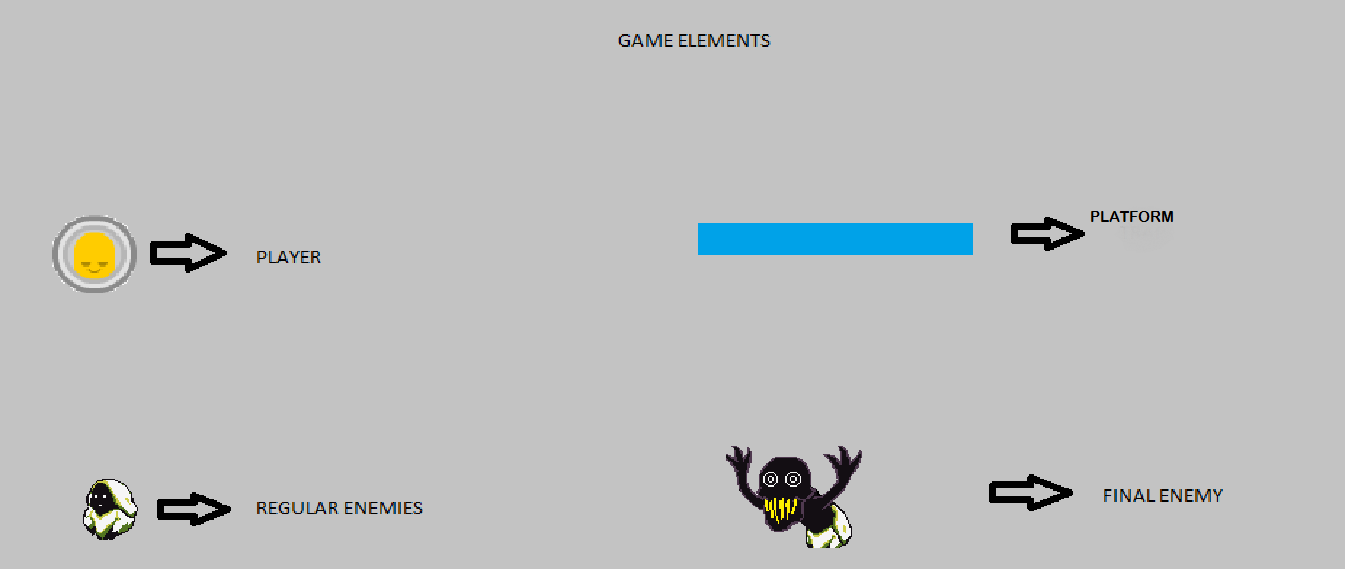 GAME ELEMENTS
PLATFORM
PLAYER
REGULAR ENEMIES
FINAL ENEMY